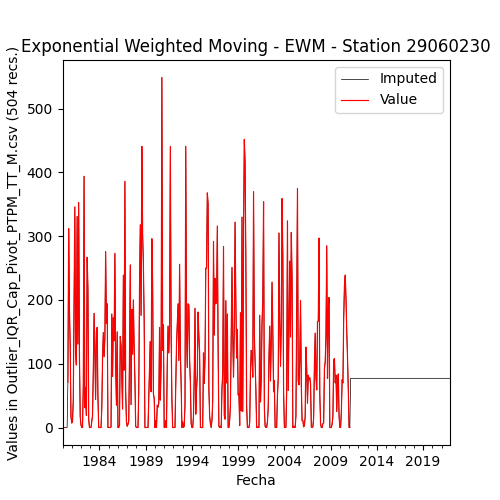 Exponential Weighted Moving - EWM - Station 29060230
Imputed
Value
Values in Outlier_IQR_Cap_Pivot_PTPM_TT_M.csv (504 recs.)
500
400
300
200
100
0
1984 1989 1994 1999 2004 2009 2014 2019
Fecha